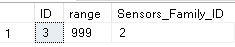 ID range Sensors_Family_ID
1 3 999 2